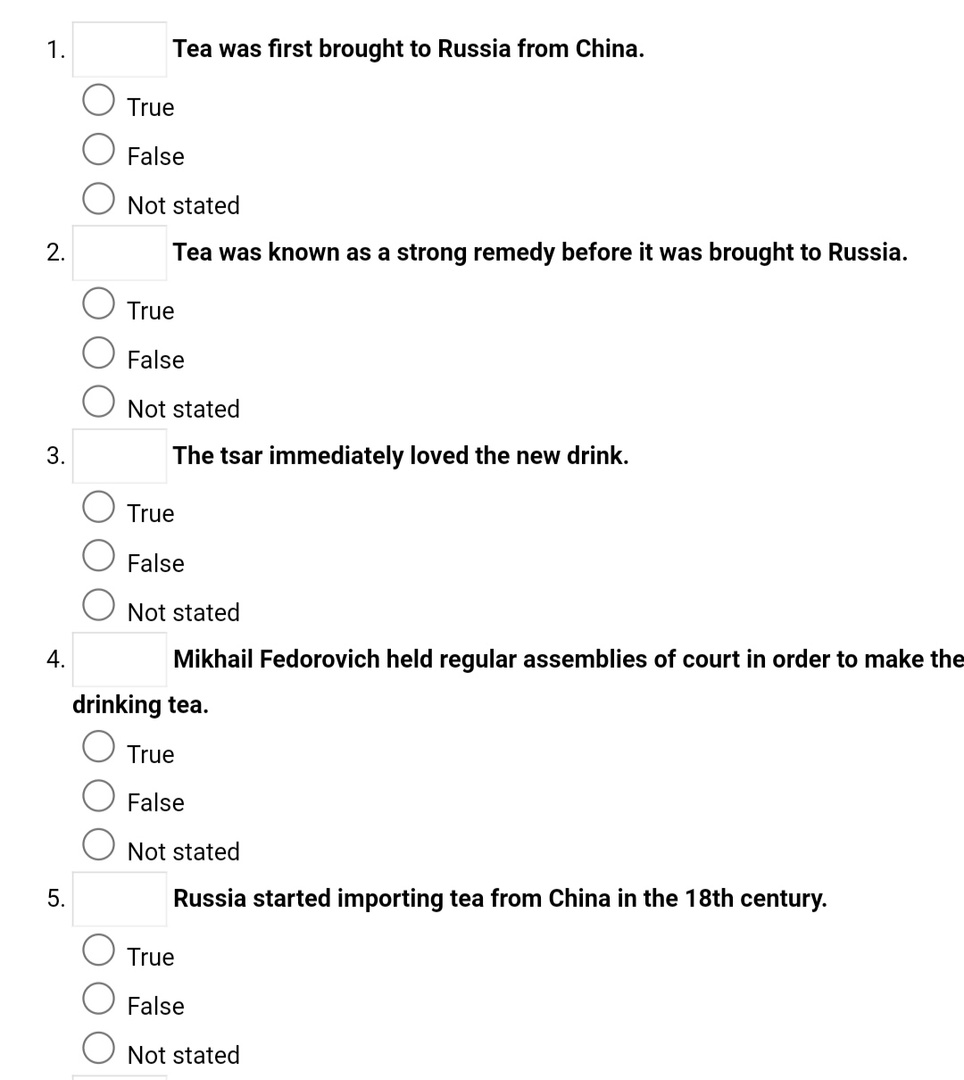 1. Tea was first brought to Russia from China.
True
False
Not stated
2. Tea was known as a strong remedy before it was brought to Russia.
True
False
Not stated
3. The tsar immediately loved the new drink.
True
False
Not stated
4. Mikhail Fedorovich held regular assemblies of court in order to make the
drinking tea.
True
False
Not stated
5. Russia started importing tea from China in the 18th century.
True
False
Not stated